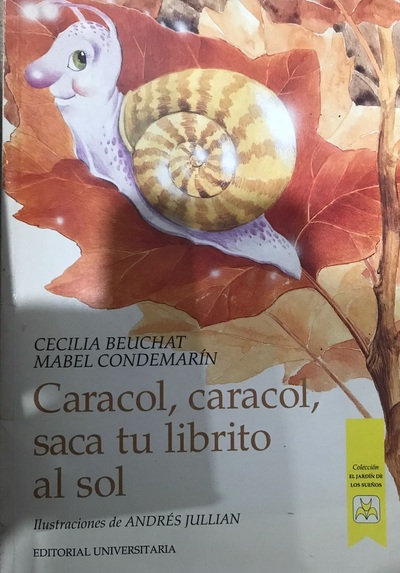 CECILIA BEUCHAT
MABEL CONDEMARÍN
Caracol, caracol,
saca tu librito
al sol
Ilustraciones de ANDRÉS JULLIAN
EDITORIAL UNIVERSITARIA
Colección
EL JARDÍN DE
LOS SUEÑOS